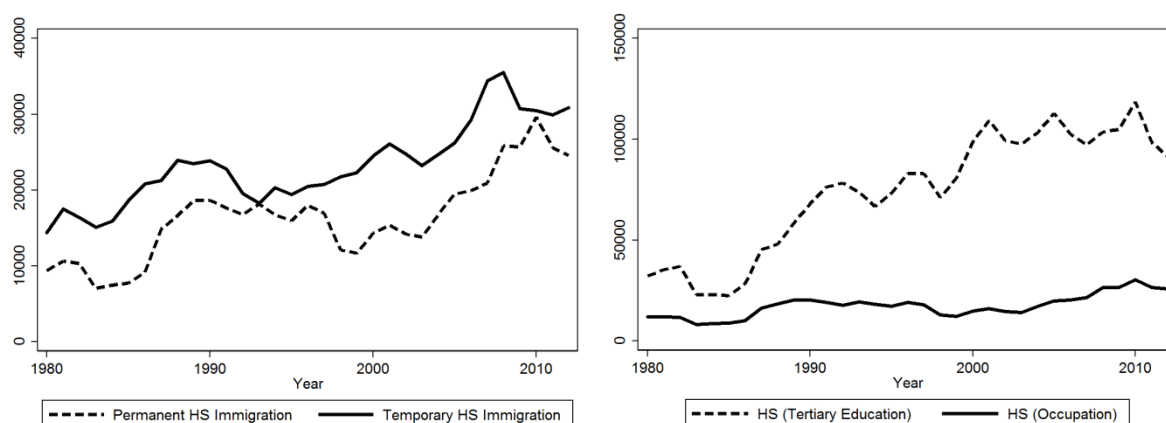 40000
30000
20000
10000
0
1980
1990
2000
2010
Year
Permanent HS Immigration
Temporary HS Immigration
150000
100000
50000
0
1980
1990
2000
2010
Year
HS (Tertiary Education)
HS (Occupation)